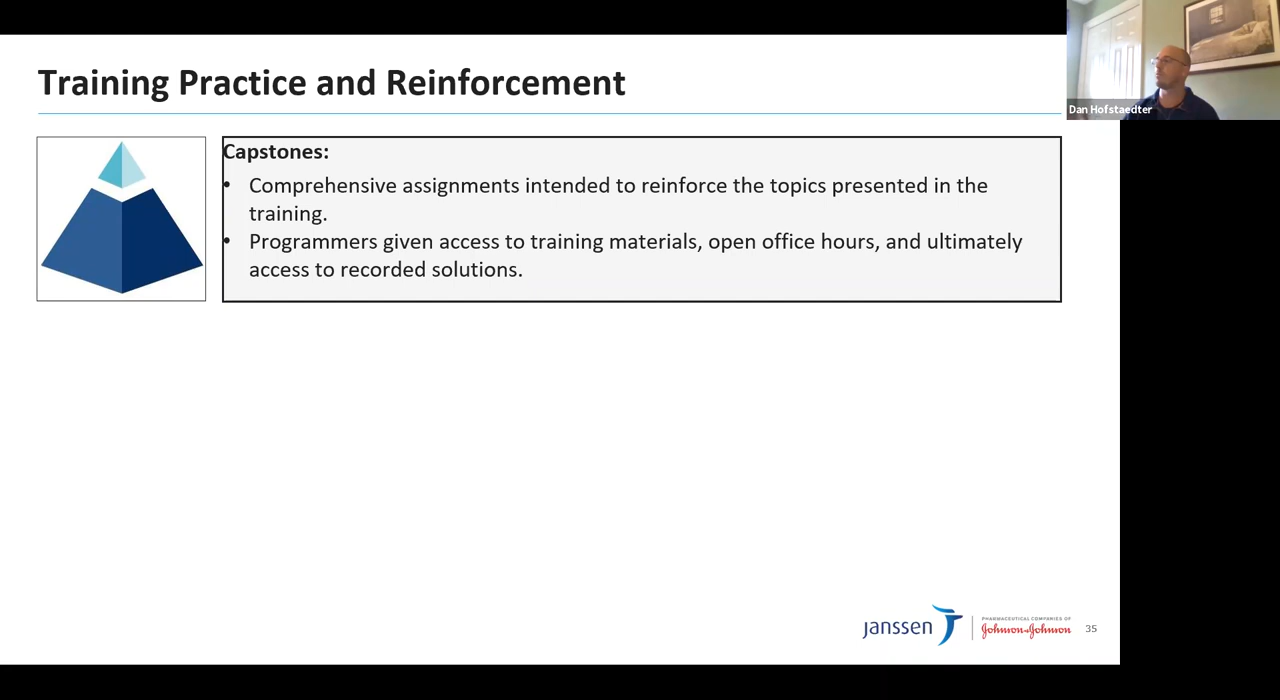 Training Practice and Reinforcement
Dan Hofstaedter
Capstones:
• Comprehensive assignments intended to reinforce the topics presented in the
training.
• Programmers given access to training materials, open office hours, and ultimately
access to recorded solutions.
janssen
PHARMACEUTICAL COMPANIES OF
Johnson & Johnson
35